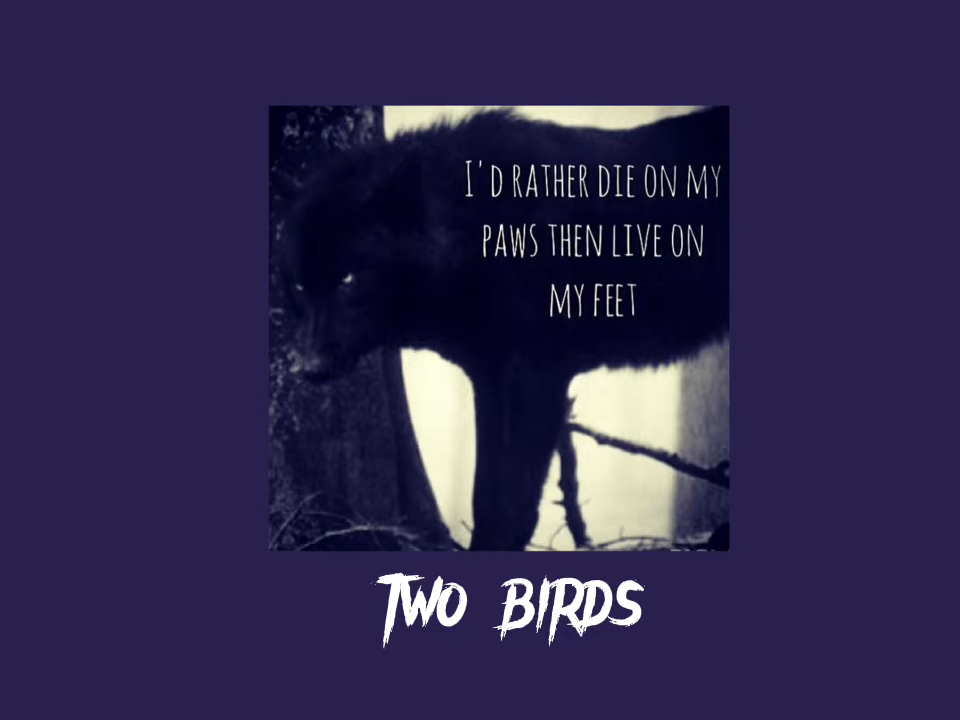 I'D RATHER DIE ON MY
PAWS THEN LIVE ON
MY FEET
TWO BIRDS